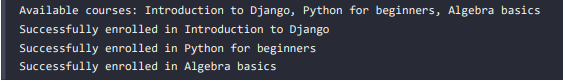 Available courses: Introduction to Django, Python for beginners, Algebra basics
Successfully enrolled in Introduction to Django
Successfully enrolled in Python for beginners
Successfully enrolled in Algebra basics